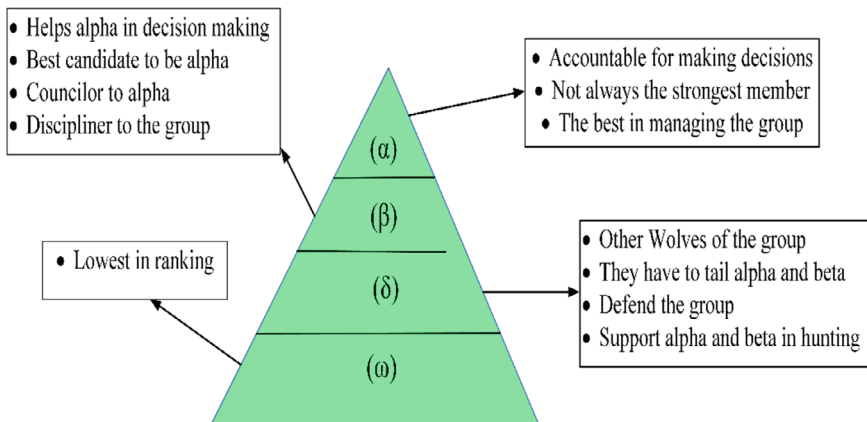 • Helps alpha in decision making
• Best candidate to be alpha
• Councilor to alpha
• Discipliner to the group
• Accountable for making decisions
• Not always the strongest member
• The best in managing the group
(α)
(β)
• Lowest in ranking
(δ)
• Other Wolves of the group
• They have to tail alpha and beta
• Defend the group
• Support alpha and beta in hunting
(ω)